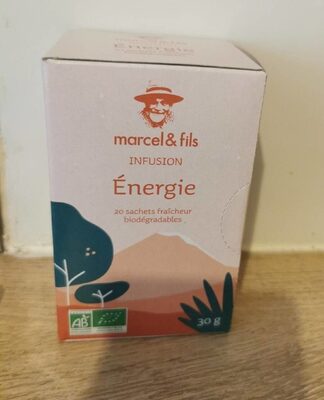 marcel & fils
INFUSION
Énergie
20 sachets fraîcheur
biodégradables
AB
30 g